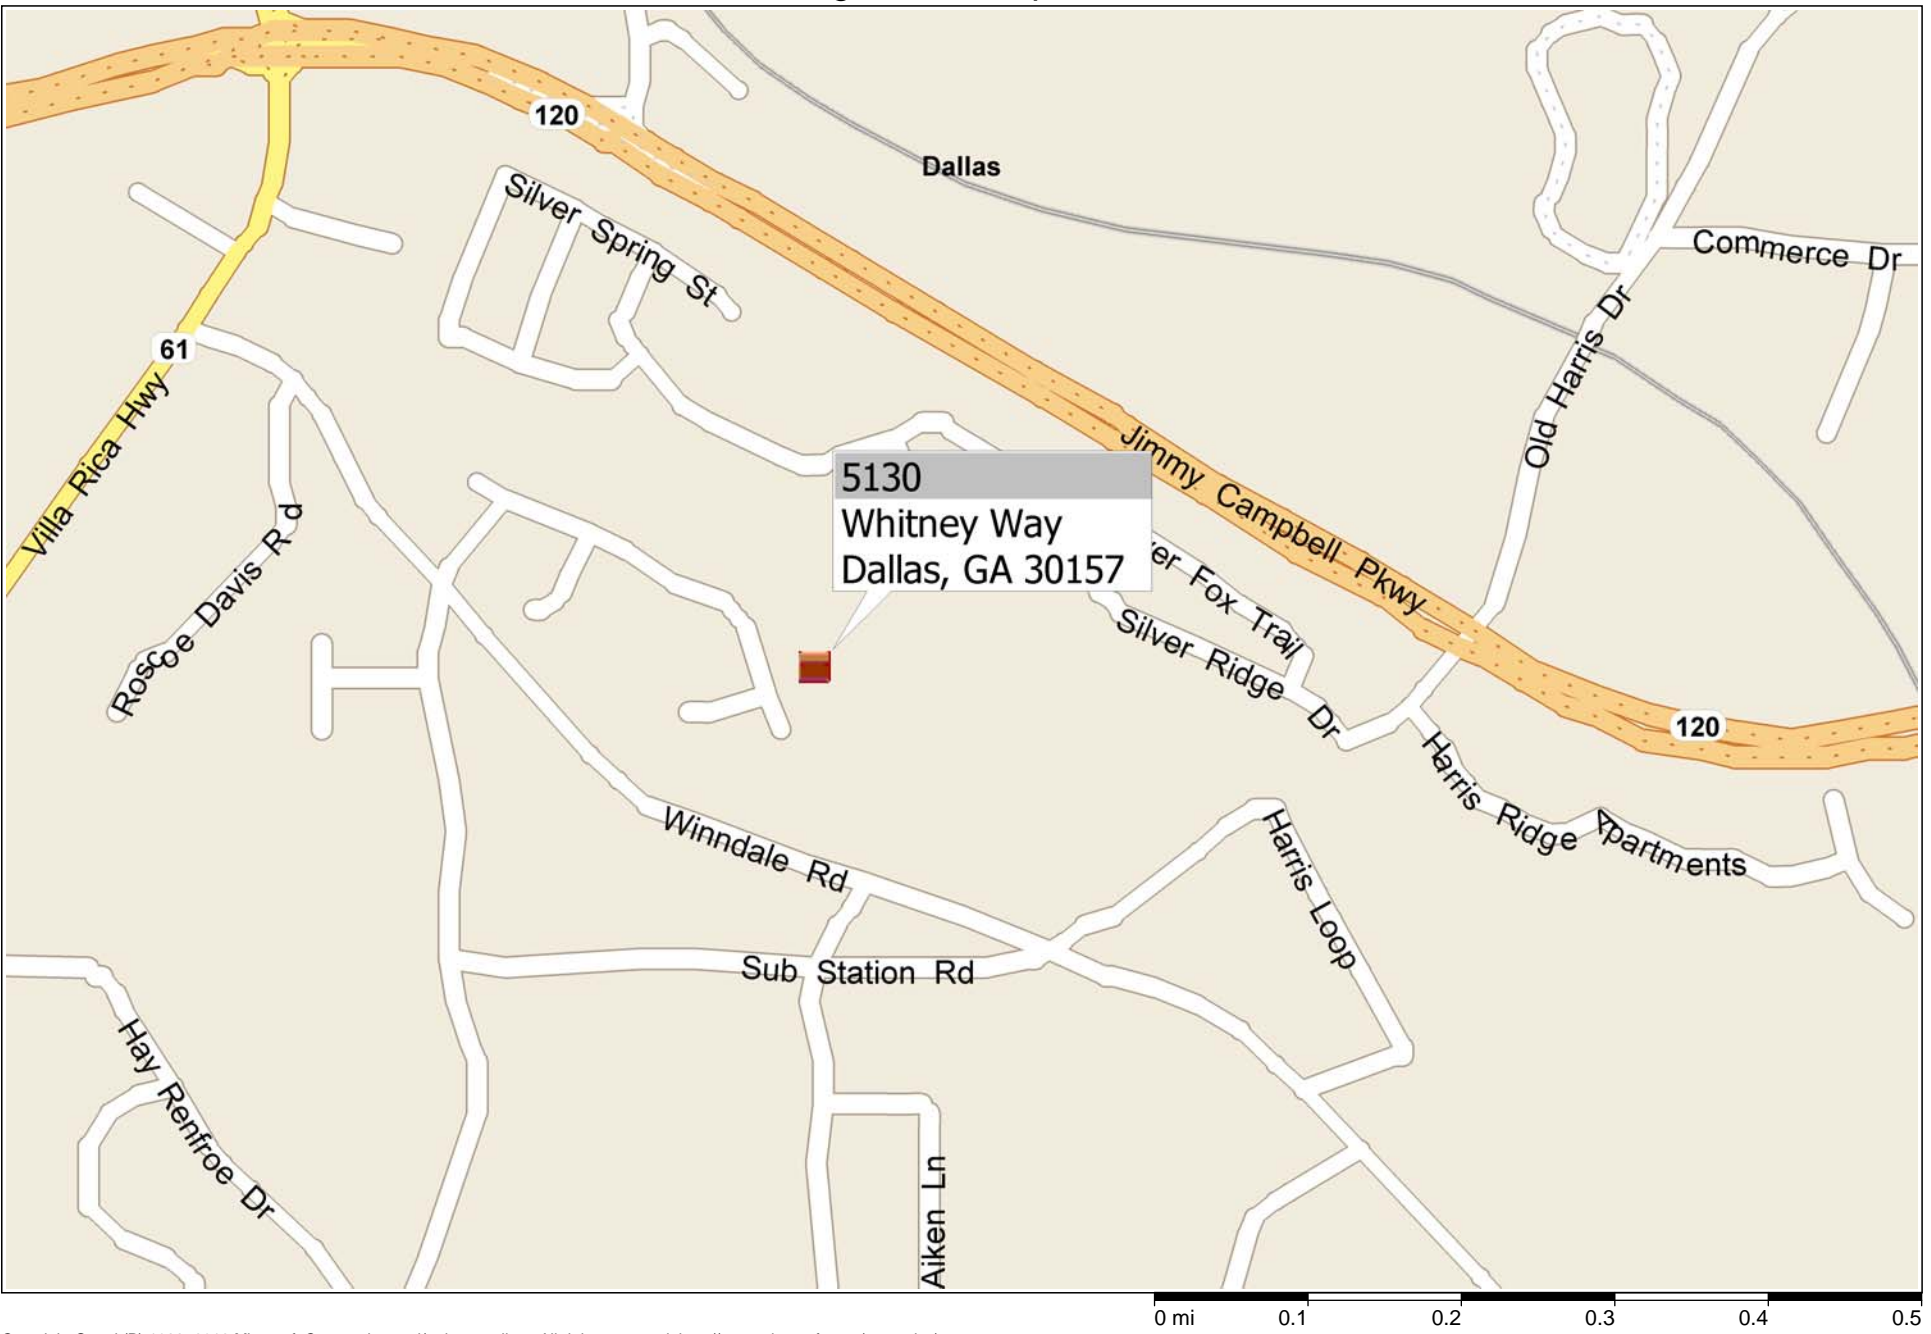 120
Dallas
Silver Spring St
Commerce Dr
61
Villa Rica Hwy
Old Harris Dr
Jimmy Campbell Pkwy
5130
Whitney Way
Dallas, GA 30157
Roscoe Davis Rd
Fox Trail
Silver Ridge Dr
120
Harris Ridge Apartments
Winndale Rd
Harris Loop
Sub Station Rd
Hay Renfroe Dr
Aiken Ln
0 mi 0.1 0.2 0.3 0.4 0.5